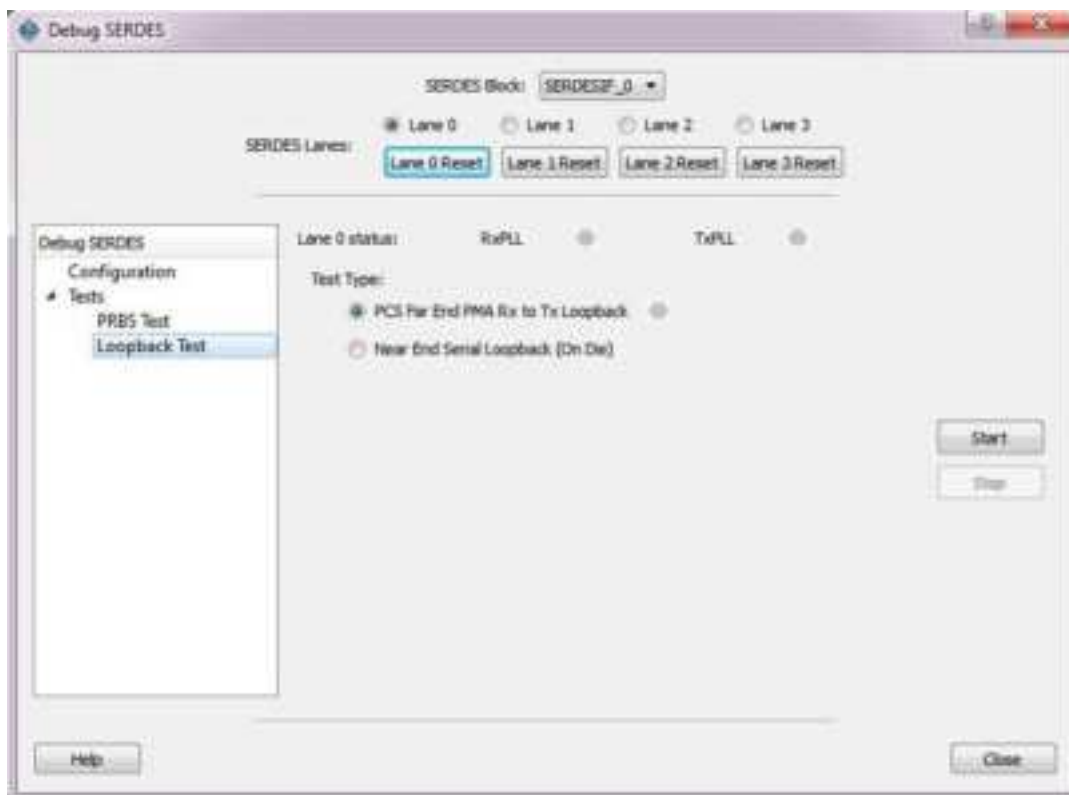 Debug SERDES
SERDES Block: SERDESIF_0
SERDES Lanes:
Lane 0 Lane 1 Lane 2 Lane 3
Lane 0 Reset Lane 1 Reset Lane 2 Reset Lane 3 Reset
Debug SERDES
Configuration
Tests
PRBS Test
Loopback Test
Lane 0 status: RxPLL TxPLL
Test Type:
PCS Far End PMA Rx to Tx Loopback
Near End Serial Loopback (On Die)
Start
Stop
Help
Close